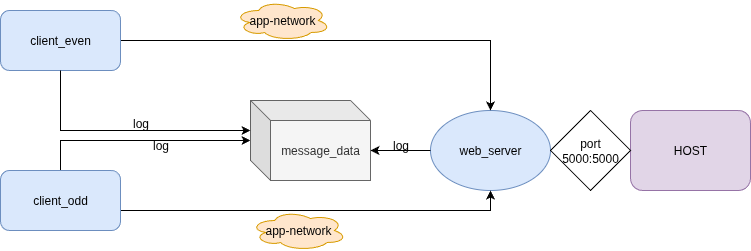 app-network
client_even
log
log
message_data
log
web_server
port
5000:5000
HOST
client_odd
app-network